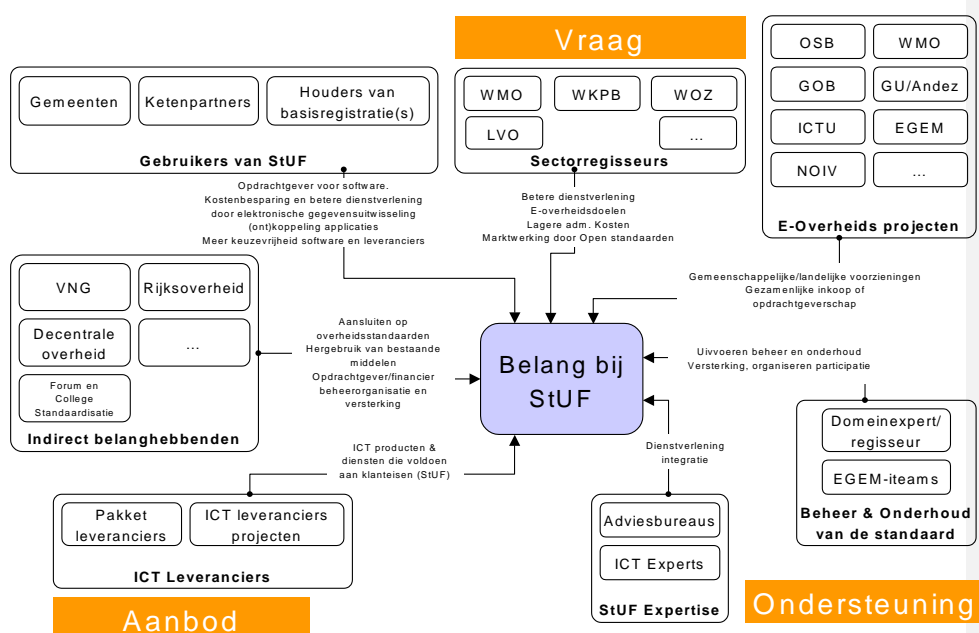 Vraag
OSB
WMO
GOB
GU/Andez
ICTU
EGEM
NOIV
...
E-Overheids projecten
Gemeenten
Ketenpartners
Houders van
basisregistratie(s)
Gebruikers van StUF
WMO
WKPB
WOZ
LVO
...
Sectorregisseurs
Opdrachtgever voor software.
Kostenbesparing en betere dienstverlening
door elektronische gegevensuitwisseling
(ont)koppeling applicaties
Meer keuzevrijheid software en leveranciers
Betere dienstverlening
E-overheidsdoelen
Lagere adm. Kosten
Marktwerking door Open standaarden
Gemeenschappelijke/landelijke voorzieningen
Gezamenlijke inkoop of
opdrachtgeverschap
VNG
Rijksoverheid
Decentrale
overheid
...
Forum en
College
Standaardisatie
Indirect belanghebbenden
Aansluiten op
overheidsstandaarden
Hergebruik van bestaande
middelen
Opdrachtgever/financier
beheerorganisatie en
versterking
Belang bij
StUF
Uivvoeren beheer en onderhoud
Versterking, organiseren participatie
Domeinexpert/
regisseur
EGEM-iteams
Beheer & Onderhoud
van de standaard
ICT producten &
diensten die voldoen
aan klanteisen (StUF)
Dienstverlening
integratie
Pakket
leveranciers
ICT leveranciers
projecten
ICT Leveranciers
Adviesbureaus
ICT Experts
StUF Expertise
Aanbod
Ondersteuning